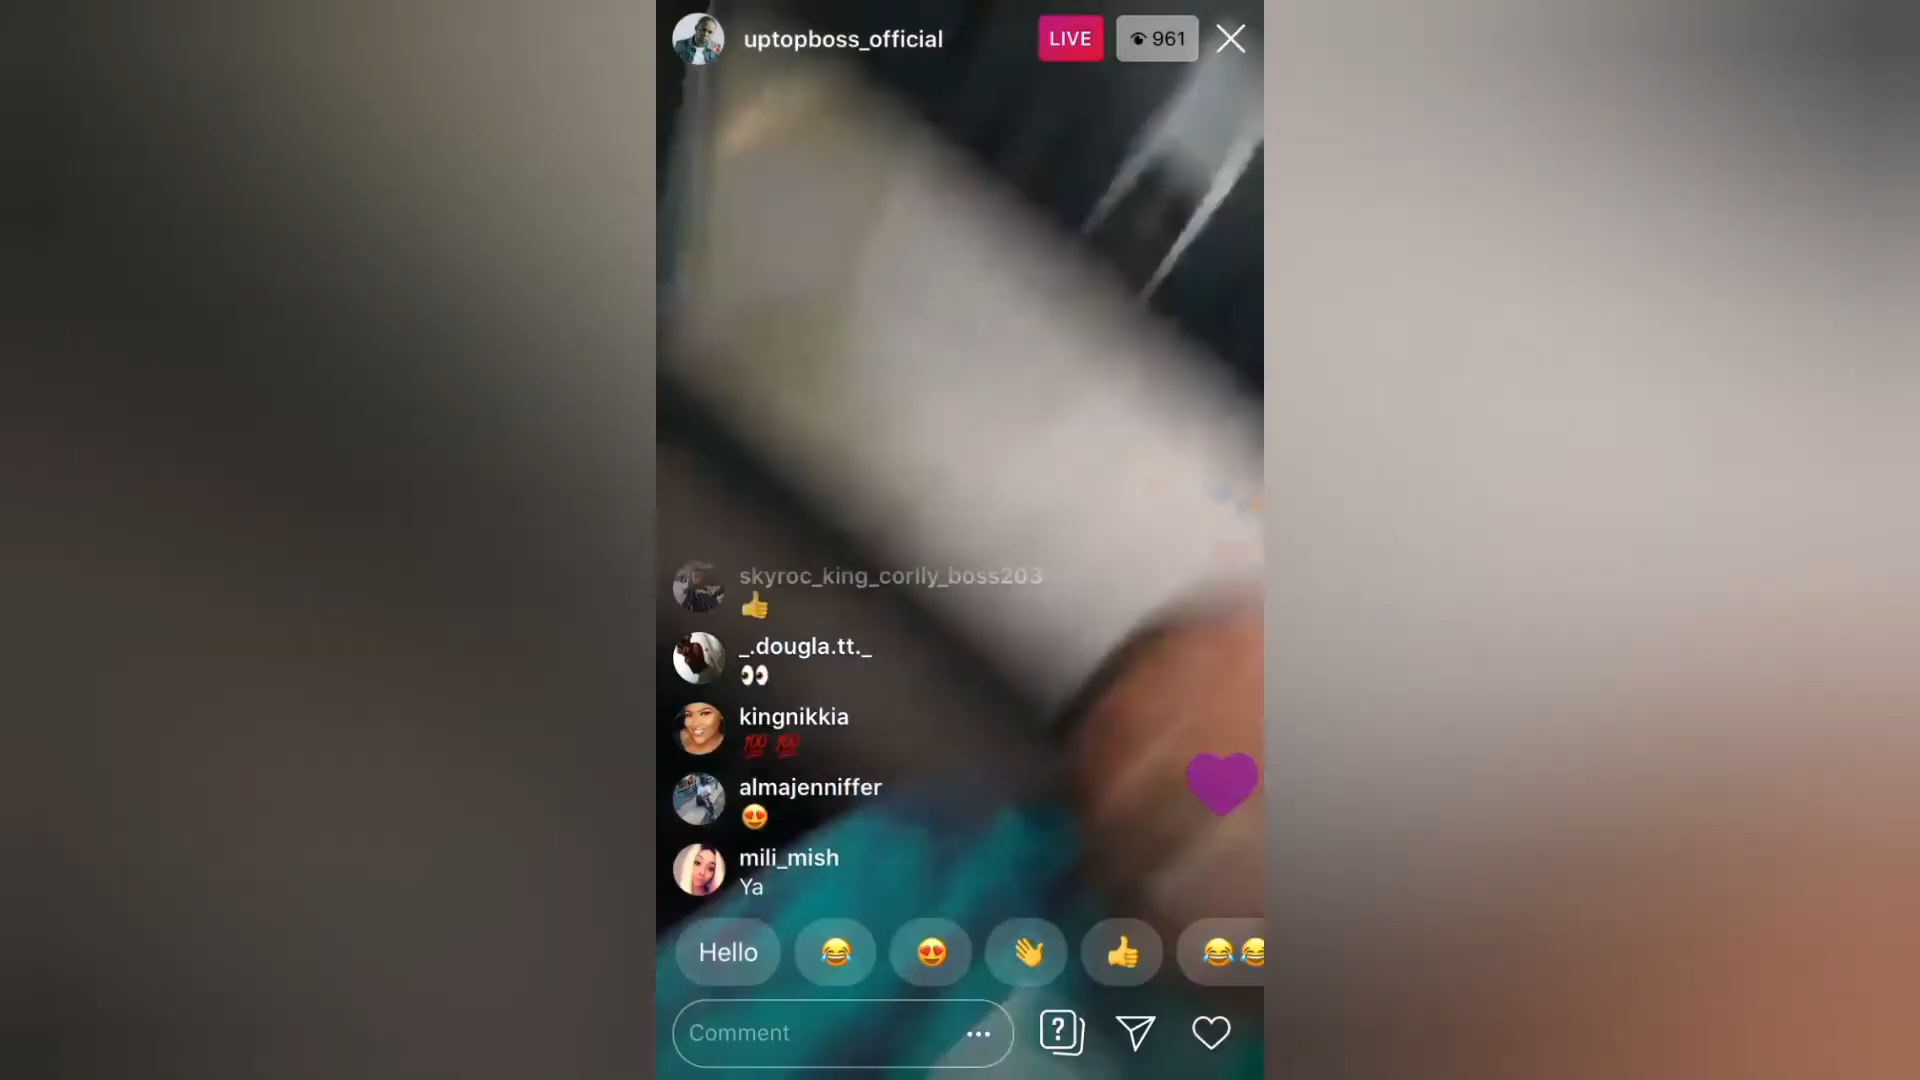 uptopboss_official
LIVE
961
skyroc_king_corlly_boss203
👍
_.dougla.tt._
👀
kingnikkia
💯 💯
almajenniffer
😍
mili_mish
Ya
Hello 😂 😍 👋 👍 😂 😂
Comment